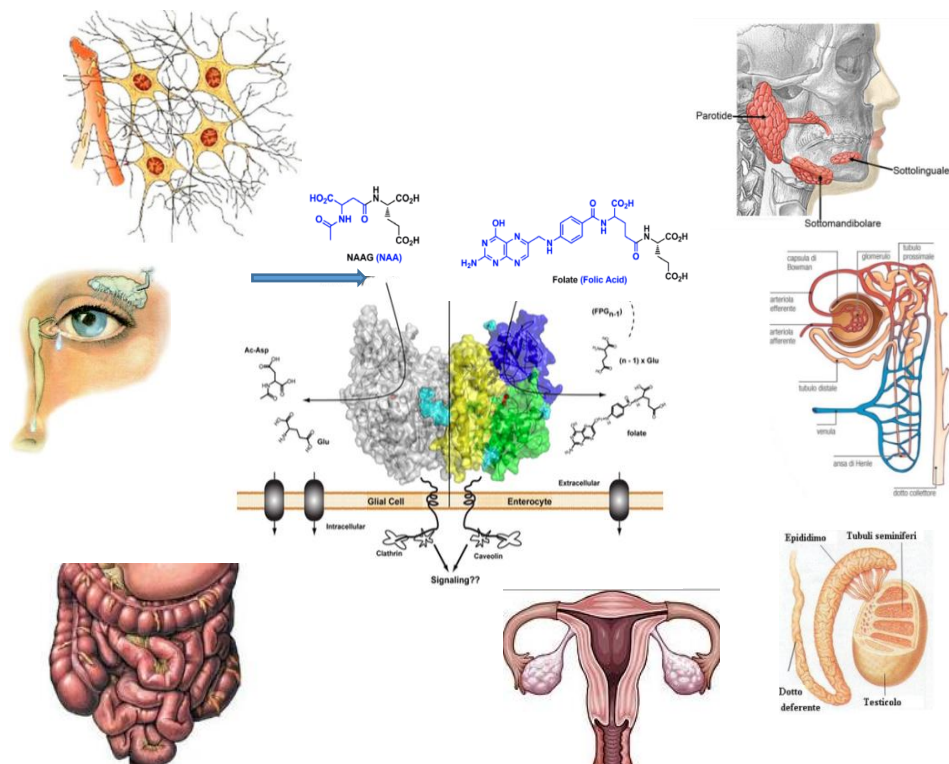 Parotide
Sottolinguale
Sottomandibolare
HO₂C
H
N
CO₂H
O
N
H
O
CO₂H
NAAG (NAA)
OH
N
N
H₂N
N
N
N
H
O
N
H
CO₂H
O
H
N
CO₂H
CO₂H
Folate (Folic Acid)
capsula di
Bowman
glomerulo
tubulo
prossimale
arteriola
efferente
arteriola
afferente
tubulo distale
venula
ansa di Henle
dotto collettore
(FPGn-1)
(n - 1) x Glu
folate
Ac-Asp
Glu
Extracellular
Glial Cell
Enterocyte
Intracellular
Clathrin
Caveolin
Signaling??
Epididimo
Tubuli seminiferi
Dotto
deferente
Testicolo